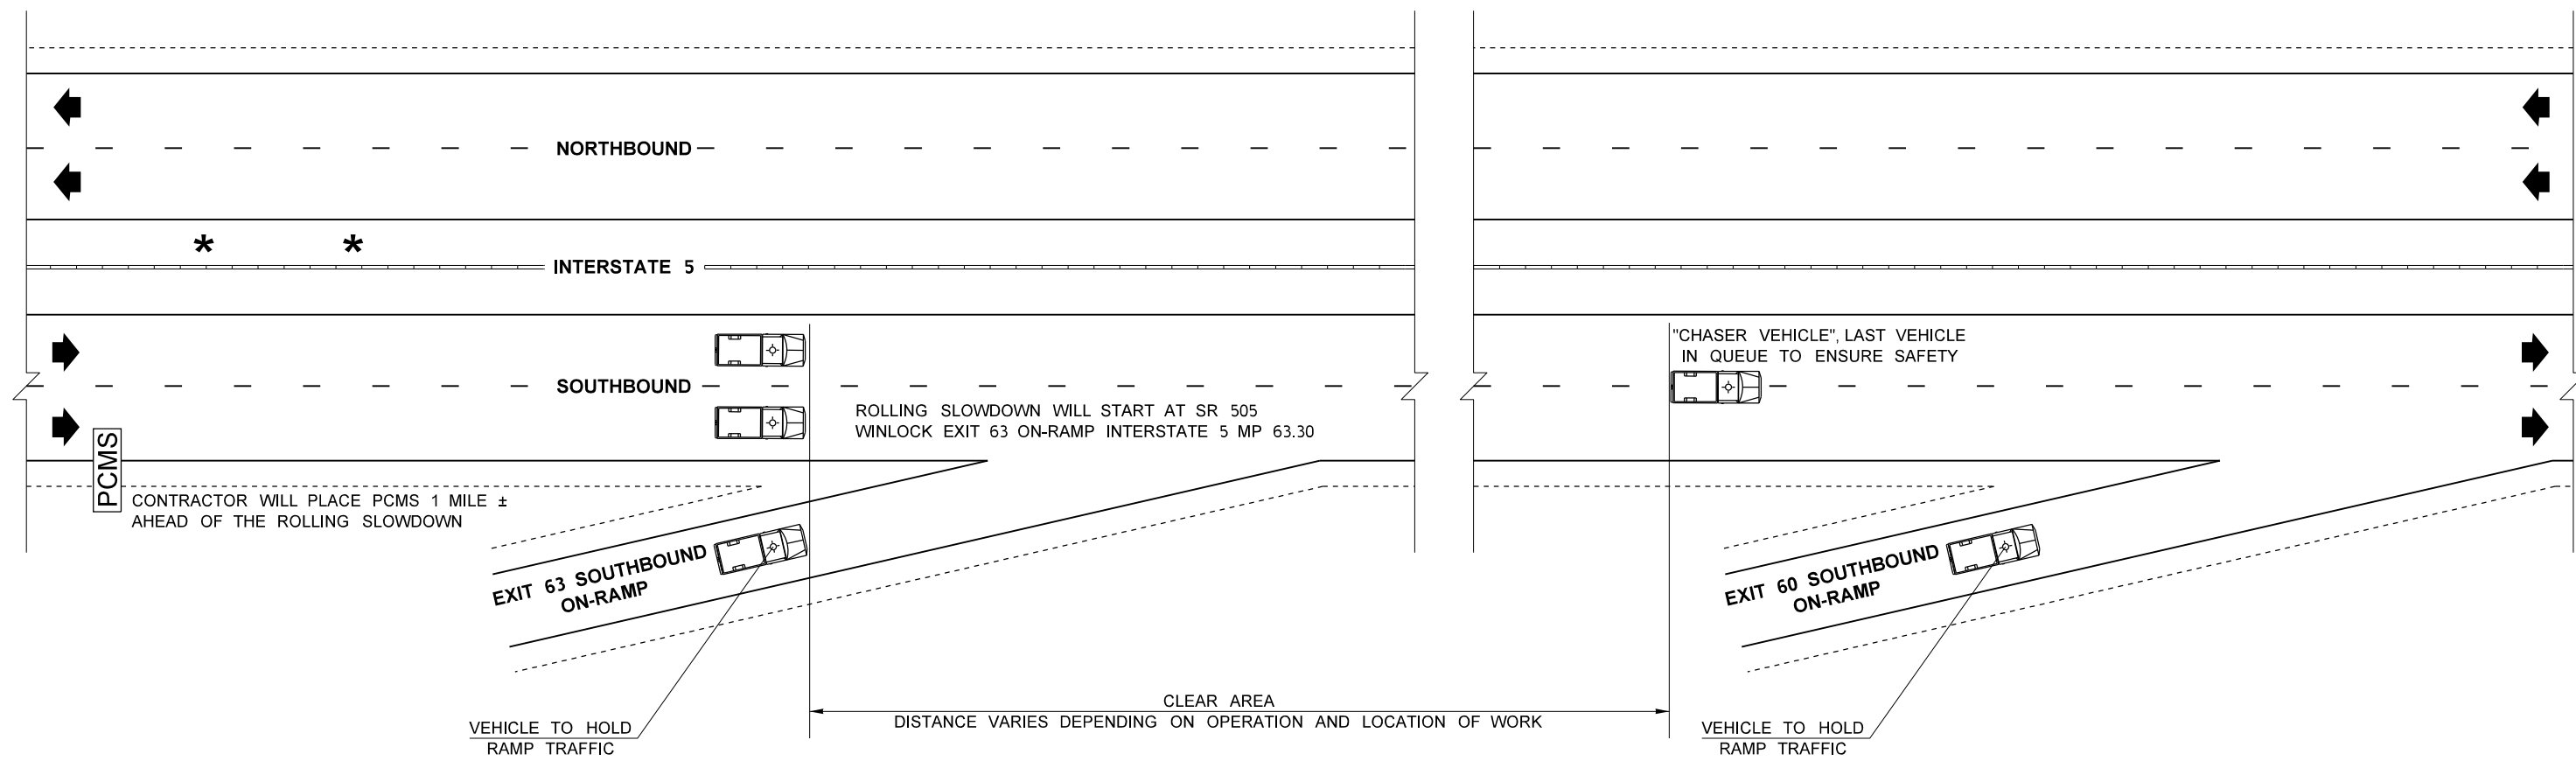 NORTHBOUND
* *
INTERSTATE 5
"CHASER VEHICLE", LAST VEHICLE
IN QUEUE TO ENSURE SAFETY
SOUTHBOUND
ROLLING SLOWDOWN WILL START AT SR 505
WINLOCK EXIT 63 ON-RAMP INTERSTATE 5 MP 63.30
PCMS
CONTRACTOR WILL PLACE PCMS 1 MILE ±
AHEAD OF THE ROLLING SLOWDOWN
EXIT 63 SOUTHBOUND
ON-RAMP
EXIT 60 SOUTHBOUND
ON-RAMP
CLEAR AREA
DISTANCE VARIES DEPENDING ON OPERATION AND LOCATION OF WORK
VEHICLE TO HOLD
RAMP TRAFFIC
VEHICLE TO HOLD
RAMP TRAFFIC